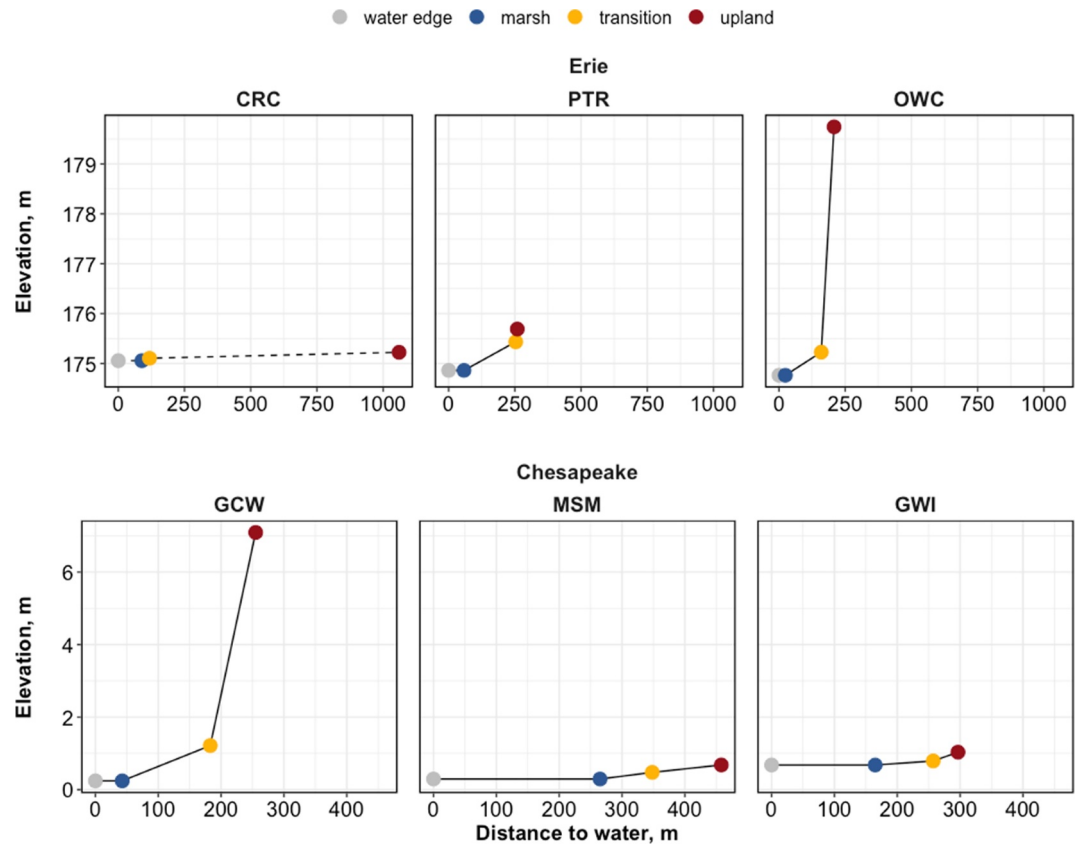 water edge marsh transition upland
Erie
CRC PTR OWC
Elevation, m
179
178
177
176
175
0 250 500 750 1000 0 250 500 750 1000 0 250 500 750 1000
Chesapeake
GCW MSM GWI
Elevation, m
6
4
2
0
0 100 200 300 400 0 100 200 300 400 0 100 200 300 400
Distance to water, m